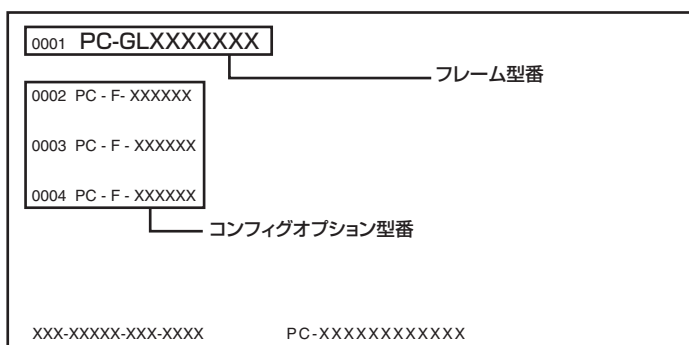 0001 PC-GLXXXXXXX
フレーム型番
0002 PC - F- XXXXXX
0003 PC - F - XXXXXX
0004 PC - F - XXXXXX
コンフィグオプション型番
XXX-XXXXX-XXX-XXXX PC-XXXXXXXXXXXX